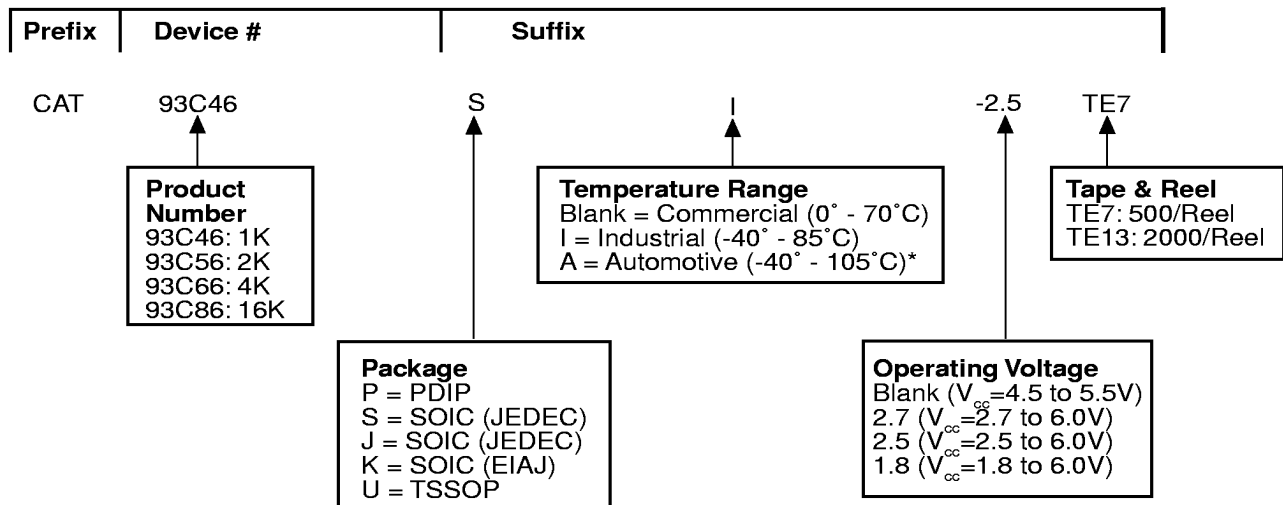 Prefix Device # Suffix
CAT 93C46 S I -2.5 TE7
Product
Number
93C46: 1K
93C56: 2K
93C66: 4K
93C86: 16K
Temperature Range
Blank = Commercial (0˚ - 70˚C)
I = Industrial (-40˚ - 85˚C)
A = Automotive (-40˚ - 105˚C)*
Tape & Reel
TE7: 500/Reel
TE13: 2000/Reel
Package
P = PDIP
S = SOIC (JEDEC)
J = SOIC (JEDEC)
K = SOIC (EIAJ)
U = TSSOP
Operating Voltage
Blank (Vcc=4.5 to 5.5V)
2.7 (Vcc=2.7 to 6.0V)
2.5 (Vcc=2.5 to 6.0V)
1.8 (Vcc=1.8 to 6.0V)